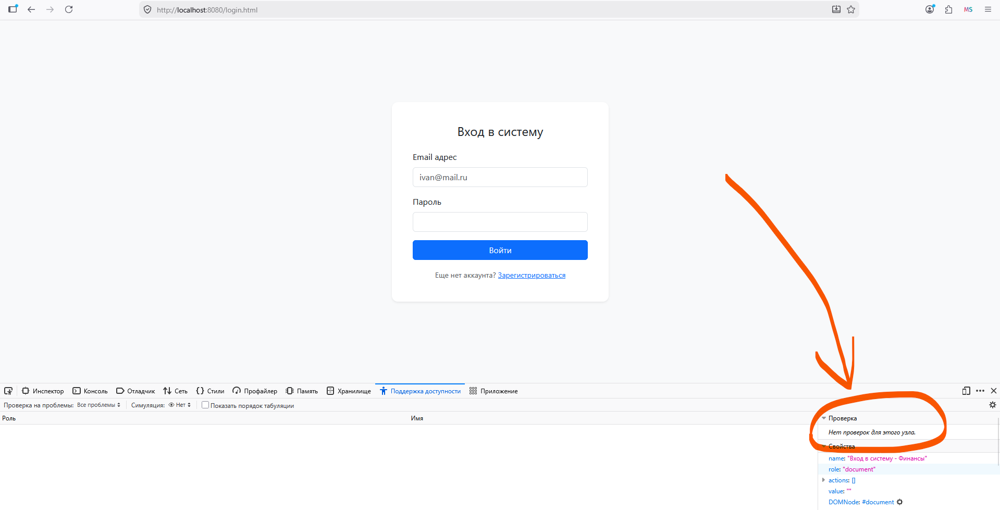 http://localhost:8080/login.html
MS
Вход в систему
Email адрес
ivan@mail.ru
Пароль
Войти
Еще нет аккаунта? Зарегистрироваться
Инспектор Консоль Отладчик Сеть Стили Профайлер Память Хранилище Поддержка доступности Приложение
Проверка на проблемы: Все проблемы Симуляция: Нет Показать порядок табуляции
Роль Имя Проверка
Нет проверок для этого узла.
Свойства
name: "Вход в систему - Финансы"
role: "document"
actions: []
value: ""
DOMNode: #document